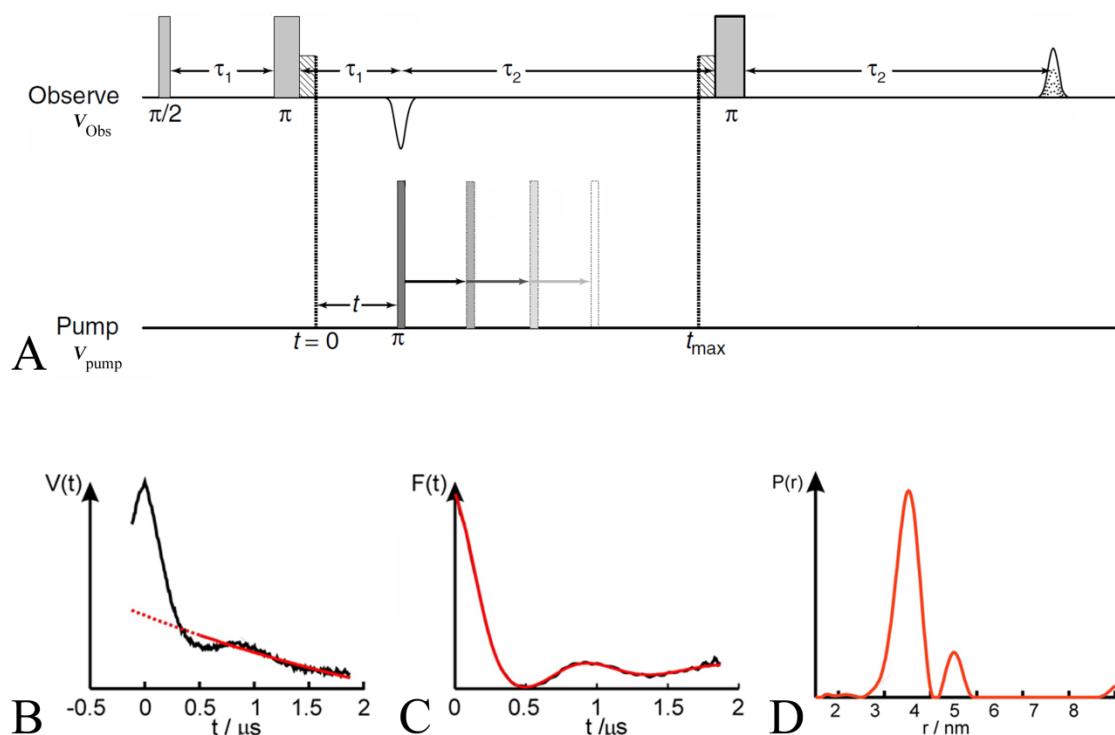 τ1 τ1 τ2 τ2
Observe
νObs
π/2 π π
t
Pump
νpump
t = 0 π tmax
A
V(t)
-0.5 0 0.5 1 1.5 2
t / µs
B
F(t)
0 0.5 1 1.5 2
t /µs
C
P(r)
2 3 4 5 6 7 8
r / nm
D